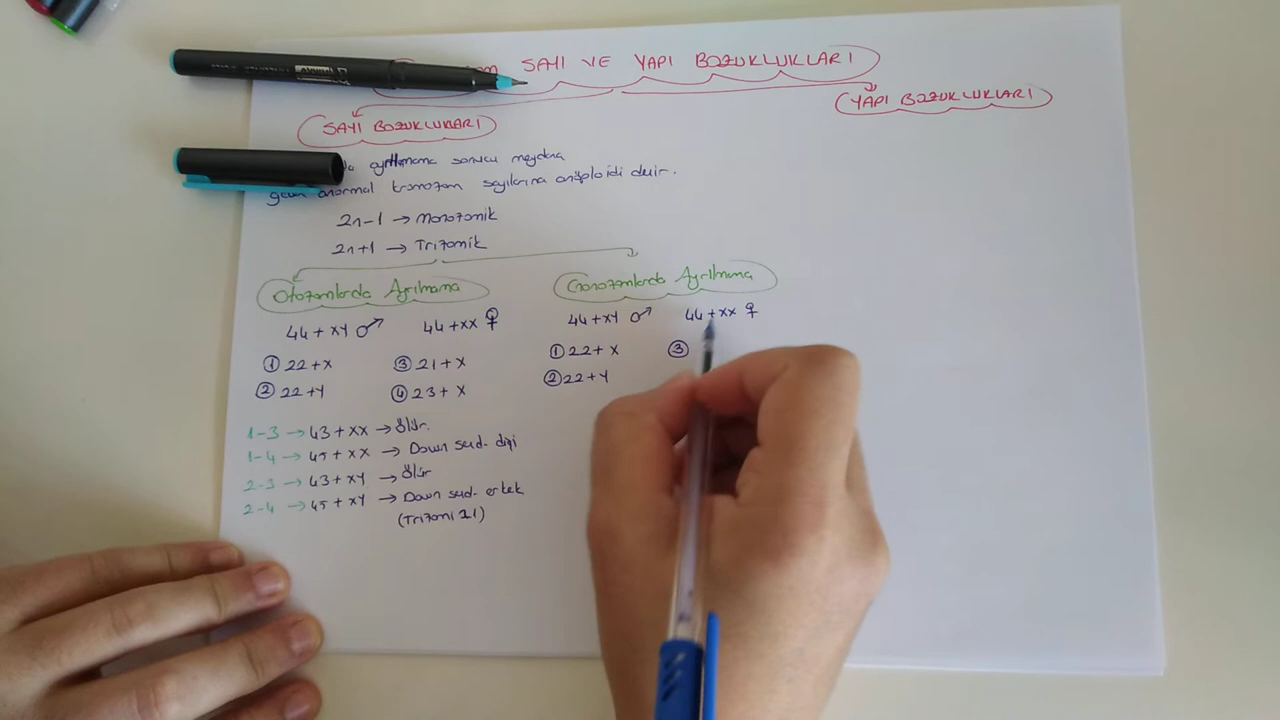 SAYI VE YAPI BOZUKLUKLARI
SAYI BOZUKLUKLARI
YAPI BOZUKLUKLARI
ayrılmama sonucu meydana
anormal kromozom sayılarına anöploidi denir.
2n-1 → Monozomik
2n+1 → Trizomik
Otozomlarda Ayrılmama
Gonozomlarda Ayrılmama
44+XY ♂ 44+XX ♀
① 22+X ③ 21+X
② 22+Y ④ 23+X
1-3 → 43+XX → Ölür.
1-4 → 45+XX → Down send- dişi
2-3 → 43+XY → Ölür
2-4 → 45+XY → Down send- erkek
(Trizomi 21)
44+XY ♂ 44+XX ♀
① 22+X ③
② 22+Y